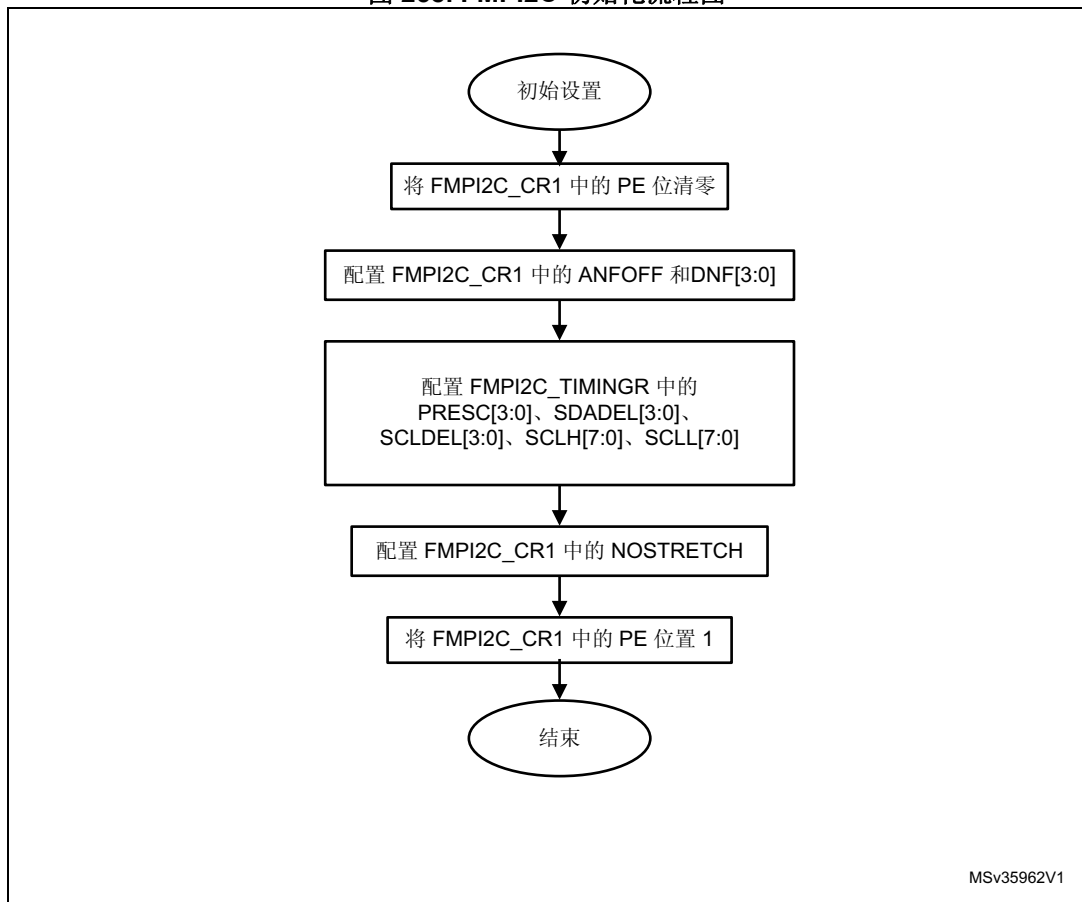 初始设置
将 FMPI2C_CR1 中的 PE 位清零
配置 FMPI2C_CR1 中的 ANFOFF 和DNF[3:0]
配置 FMPI2C_TIMINGR 中的
PRESC[3:0]、SDADEL[3:0]、
SCLDEL[3:0]、SCLH[7:0]、SCLL[7:0]
配置 FMPI2C_CR1 中的 NOSTRETCH
将 FMPI2C_CR1 中的 PE 位置 1
结束
MSv35962V1